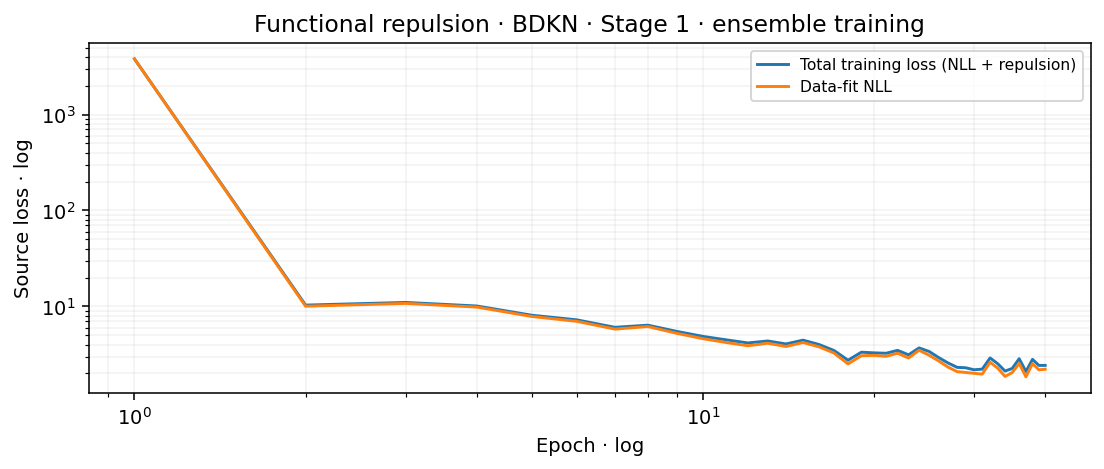 Functional repulsion · BDKN · Stage 1 · ensemble training
Total training loss (NLL + repulsion)
Data-fit NLL
Source loss · log
10³
10²
10¹
10⁰
10¹
Epoch · log